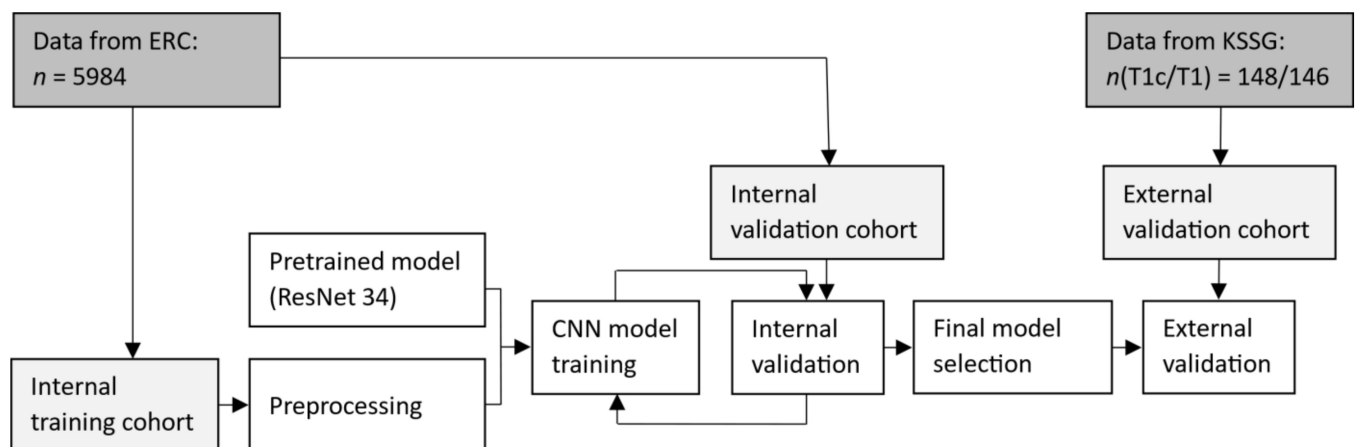 Data from ERC:
n = 5984
Data from KSSG:
n(T1c/T1) = 148/146
Internal
validation cohort
External
validation cohort
Pretrained model
(ResNet 34)
CNN model
training
Internal
validation
Final model
selection
External
validation
Internal
training cohort
Preprocessing